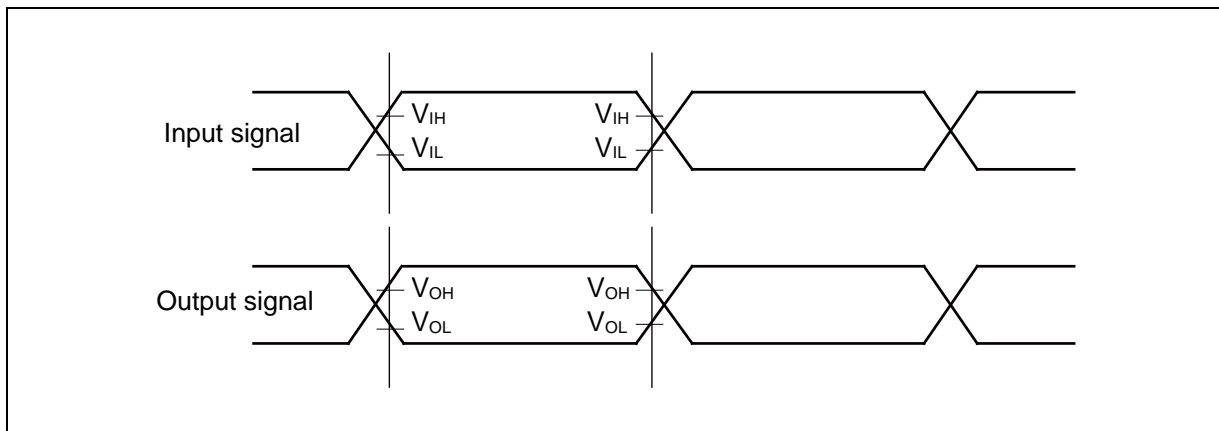 Input signal
VIH
VIH
VIL
VIL
Output signal
VOH
VOH
VOL
VOL